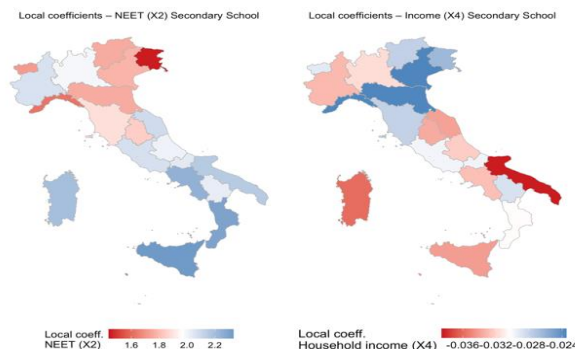 Local coefficients – NEET (X2) Secondary School
Local coefficients – Income (X4) Secondary School
Local coeff.
NEET (X2)
1.6 1.8 2.0 2.2
Local coeff.
Household income (X4)
-0.036-0.032-0.028-0.024